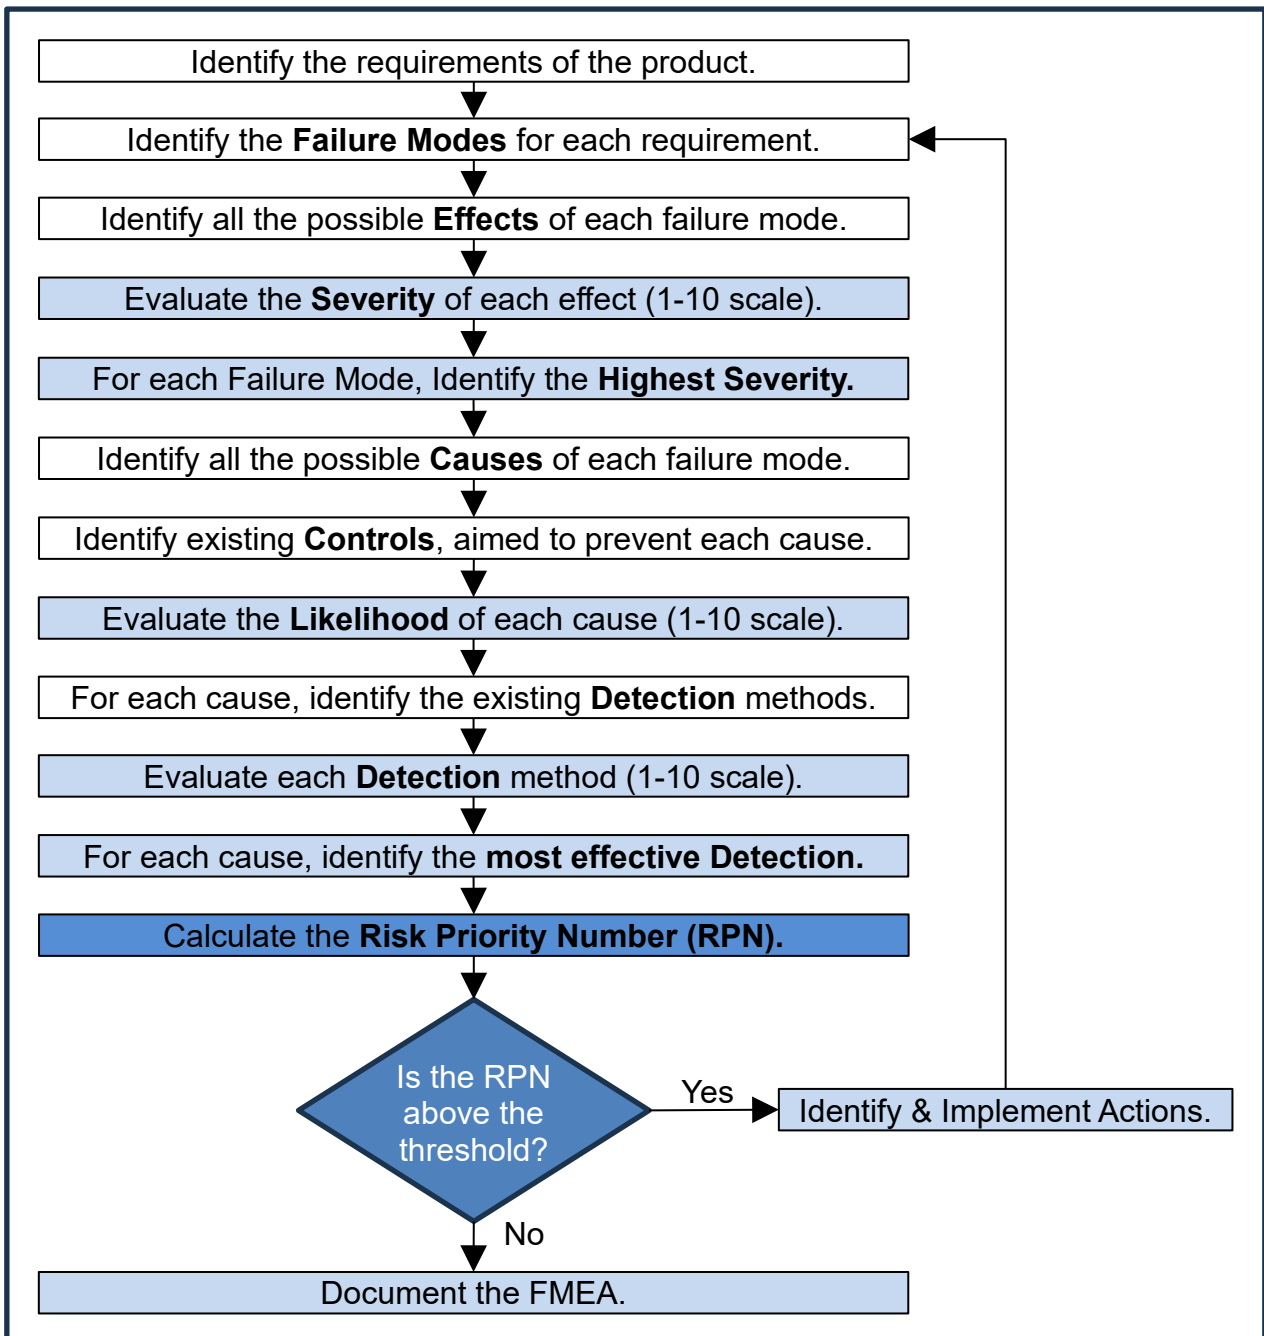 Identify the requirements of the product.
Identify the Failure Modes for each requirement.
Identify all the possible Effects of each failure mode.
Evaluate the Severity of each effect (1-10 scale).
For each Failure Mode, Identify the Highest Severity.
Identify all the possible Causes of each failure mode.
Identify existing Controls, aimed to prevent each cause.
Evaluate the Likelihood of each cause (1-10 scale).
For each cause, identify the existing Detection methods.
Evaluate each Detection method (1-10 scale).
For each cause, identify the most effective Detection.
Calculate the Risk Priority Number (RPN).
Is the RPN
above the
threshold?
Yes
Identify & Implement Actions.
No
Document the FMEA.